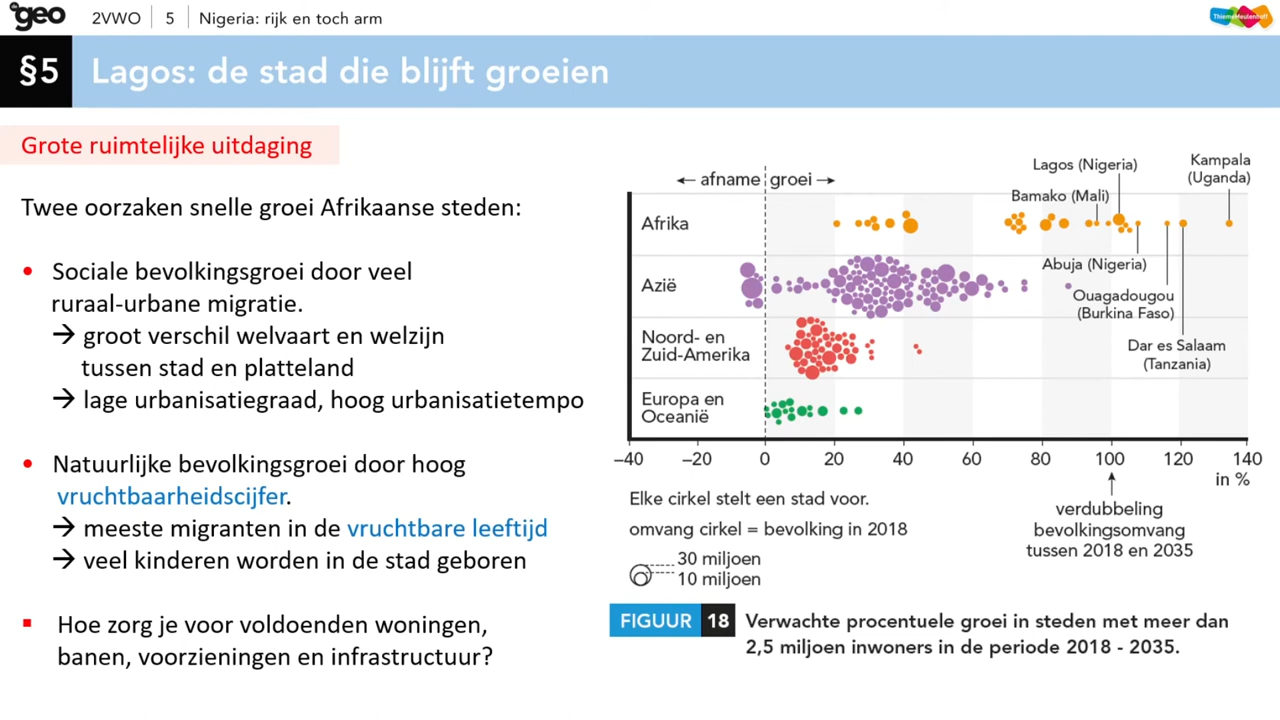 geo
2VWO
5
Nigeria: rijk en toch arm
ThiemeMeulenhoff
§5
Lagos: de stad die blijft groeien
Grote ruimtelijke uitdaging
Twee oorzaken snelle groei Afrikaanse steden:
• Sociale bevolkingsgroei door veel
ruraal-urbane migratie.
→ groot verschil welvaart en welzijn
tussen stad en platteland
→ lage urbanisatiegraad, hoog urbanisatietempo
• Natuurlijke bevolkingsgroei door hoog
vruchtbaarheidscijfer.
→ meeste migranten in de vruchtbare leeftijd
→ veel kinderen worden in de stad geboren
▪ Hoe zorg je voor voldoenden woningen,
banen, voorzieningen en infrastructuur?
← afname
groei →
Lagos (Nigeria)
Kampala
(Uganda)
Bamako (Mali)
Afrika
Abuja (Nigeria)
Azië
Ouagadougou
(Burkina Faso)
Noord- en
Zuid-Amerika
Dar es Salaam
(Tanzania)
Europa en
Oceanië
−40 −20 0 20 40 60 80 100 120 140
in %
Elke cirkel stelt een stad voor.
omvang cirkel = bevolking in 2018
30 miljoen
10 miljoen
verdubbeling
bevolkingsomvang
tussen 2018 en 2035
FIGUUR 18
Verwachte procentuele groei in steden met meer dan
2,5 miljoen inwoners in de periode 2018 - 2035.